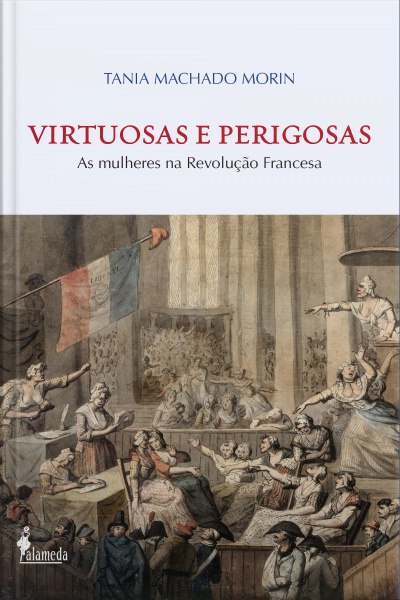 TANIA MACHADO MORIN
VIRTUOSAS E PERIGOSAS
As mulheres na Revolução Francesa
alameda